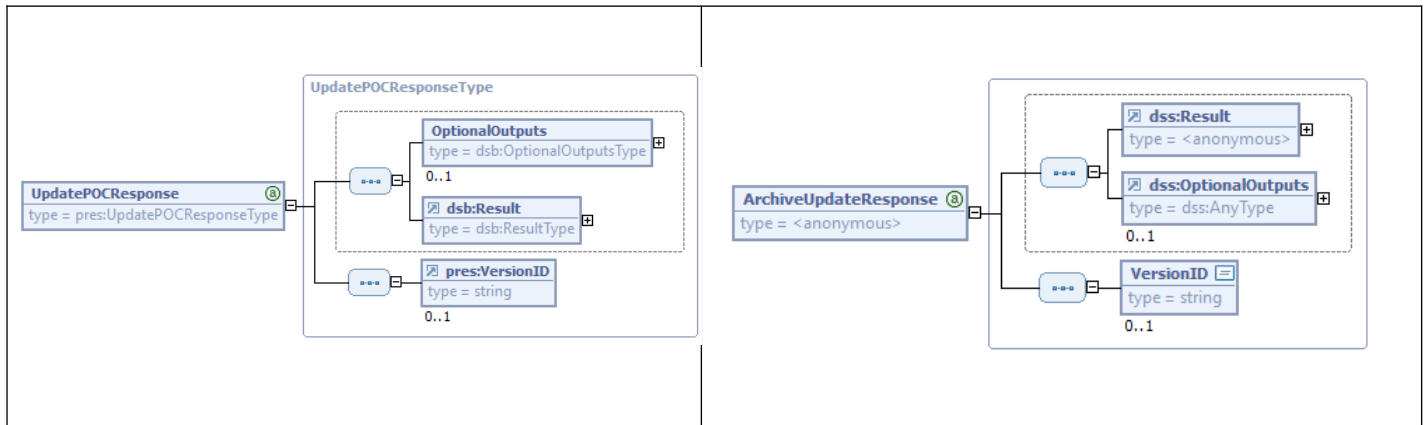 UpdatePOCResponseType
OptionalOutputs
type = dsb:OptionalOutputsType
0..1
UpdatePOCResponse
type = pres:UpdatePOCResponseType
dsb:Result
type = dsb:ResultType
pres:VersionID
type = string
0..1
dss:Result
type = <anonymous>
ArchiveUpdateResponse
type = <anonymous>
dss:OptionalOutputs
type = dss:AnyType
0..1
VersionID
type = string
0..1